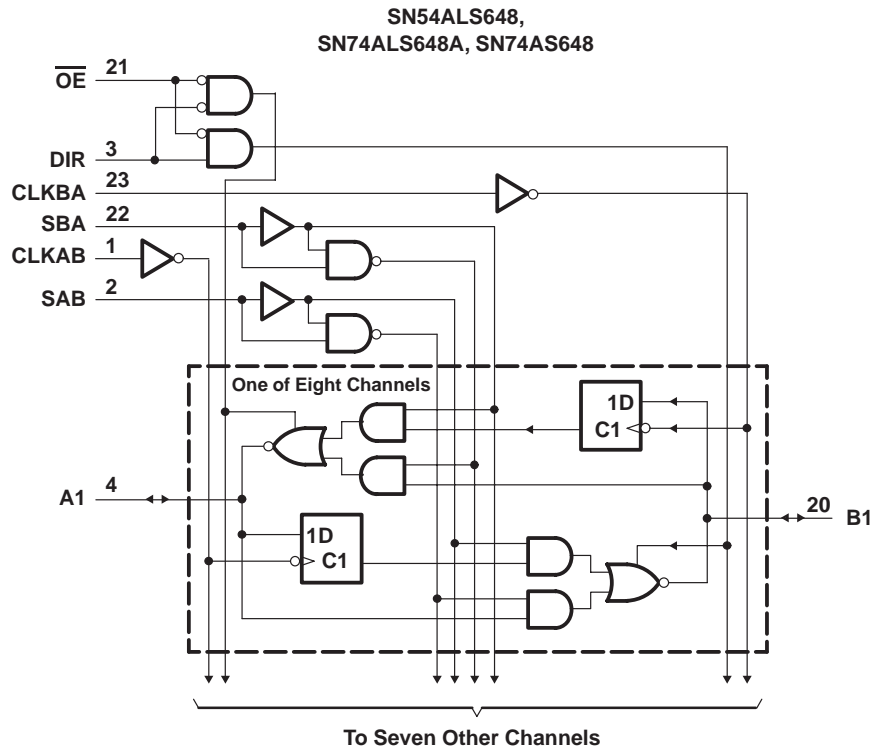 SN54ALS648,
SN74ALS648A, SN74AS648
OE 21
DIR 3
CLKBA 23
SBA 22
CLKAB 1
SAB 2
One of Eight Channels
1D
C1
A1 4
20 B1
1D
C1
To Seven Other Channels